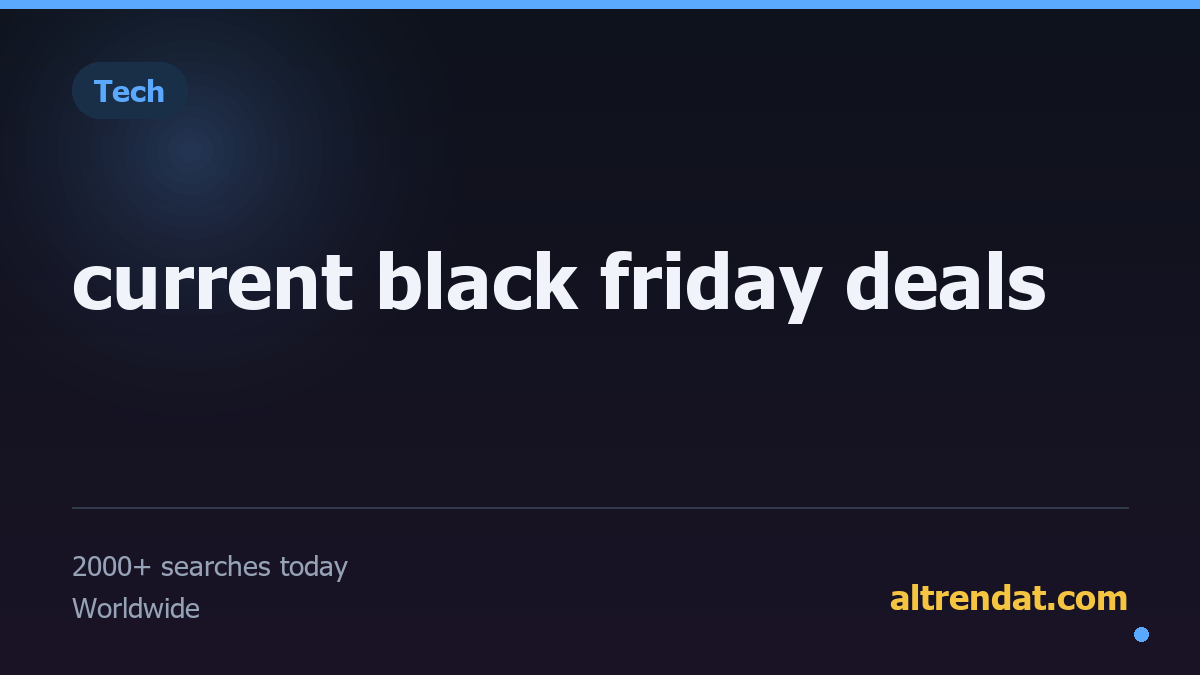 Tech
current black friday deals
2000+ searches today
Worldwide
altrendat.com